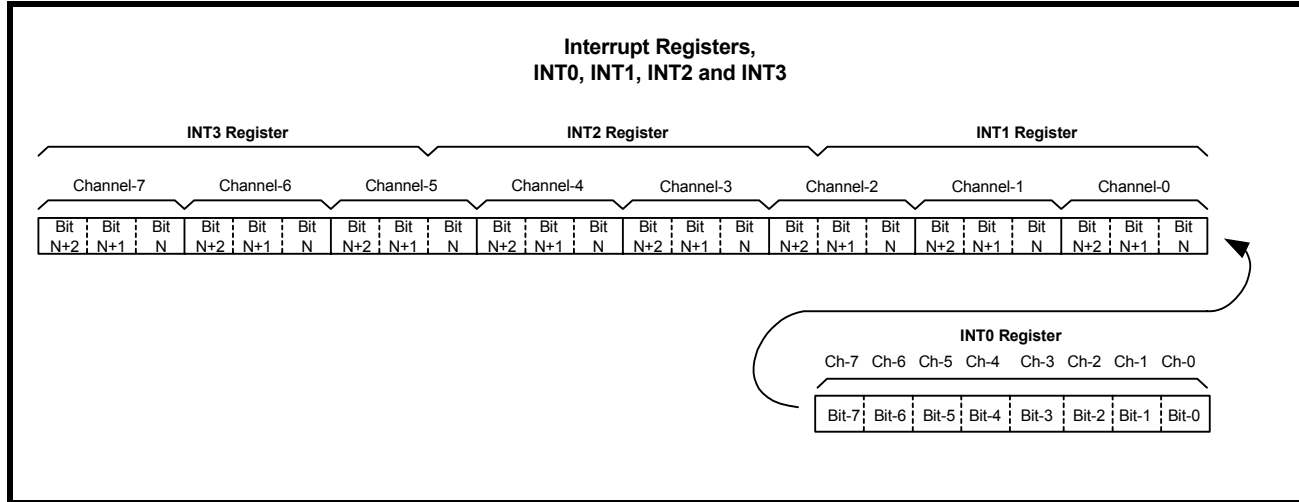 Interrupt Registers,
INT0, INT1, INT2 and INT3
INT3 Register INT2 Register INT1 Register
Channel-7 Channel-6 Channel-5 Channel-4 Channel-3 Channel-2 Channel-1 Channel-0
Bit Bit Bit Bit Bit Bit Bit Bit Bit Bit Bit Bit Bit Bit Bit Bit Bit Bit Bit Bit Bit Bit Bit Bit
N+2 N+1 N N+2 N+1 N N+2 N+1 N N+2 N+1 N N+2 N+1 N N+2 N+1 N N+2 N+1 N N+2 N+1 N
INT0 Register
Ch-7 Ch-6 Ch-5 Ch-4 Ch-3 Ch-2 Ch-1 Ch-0
Bit-7 Bit-6 Bit-5 Bit-4 Bit-3 Bit-2 Bit-1 Bit-0